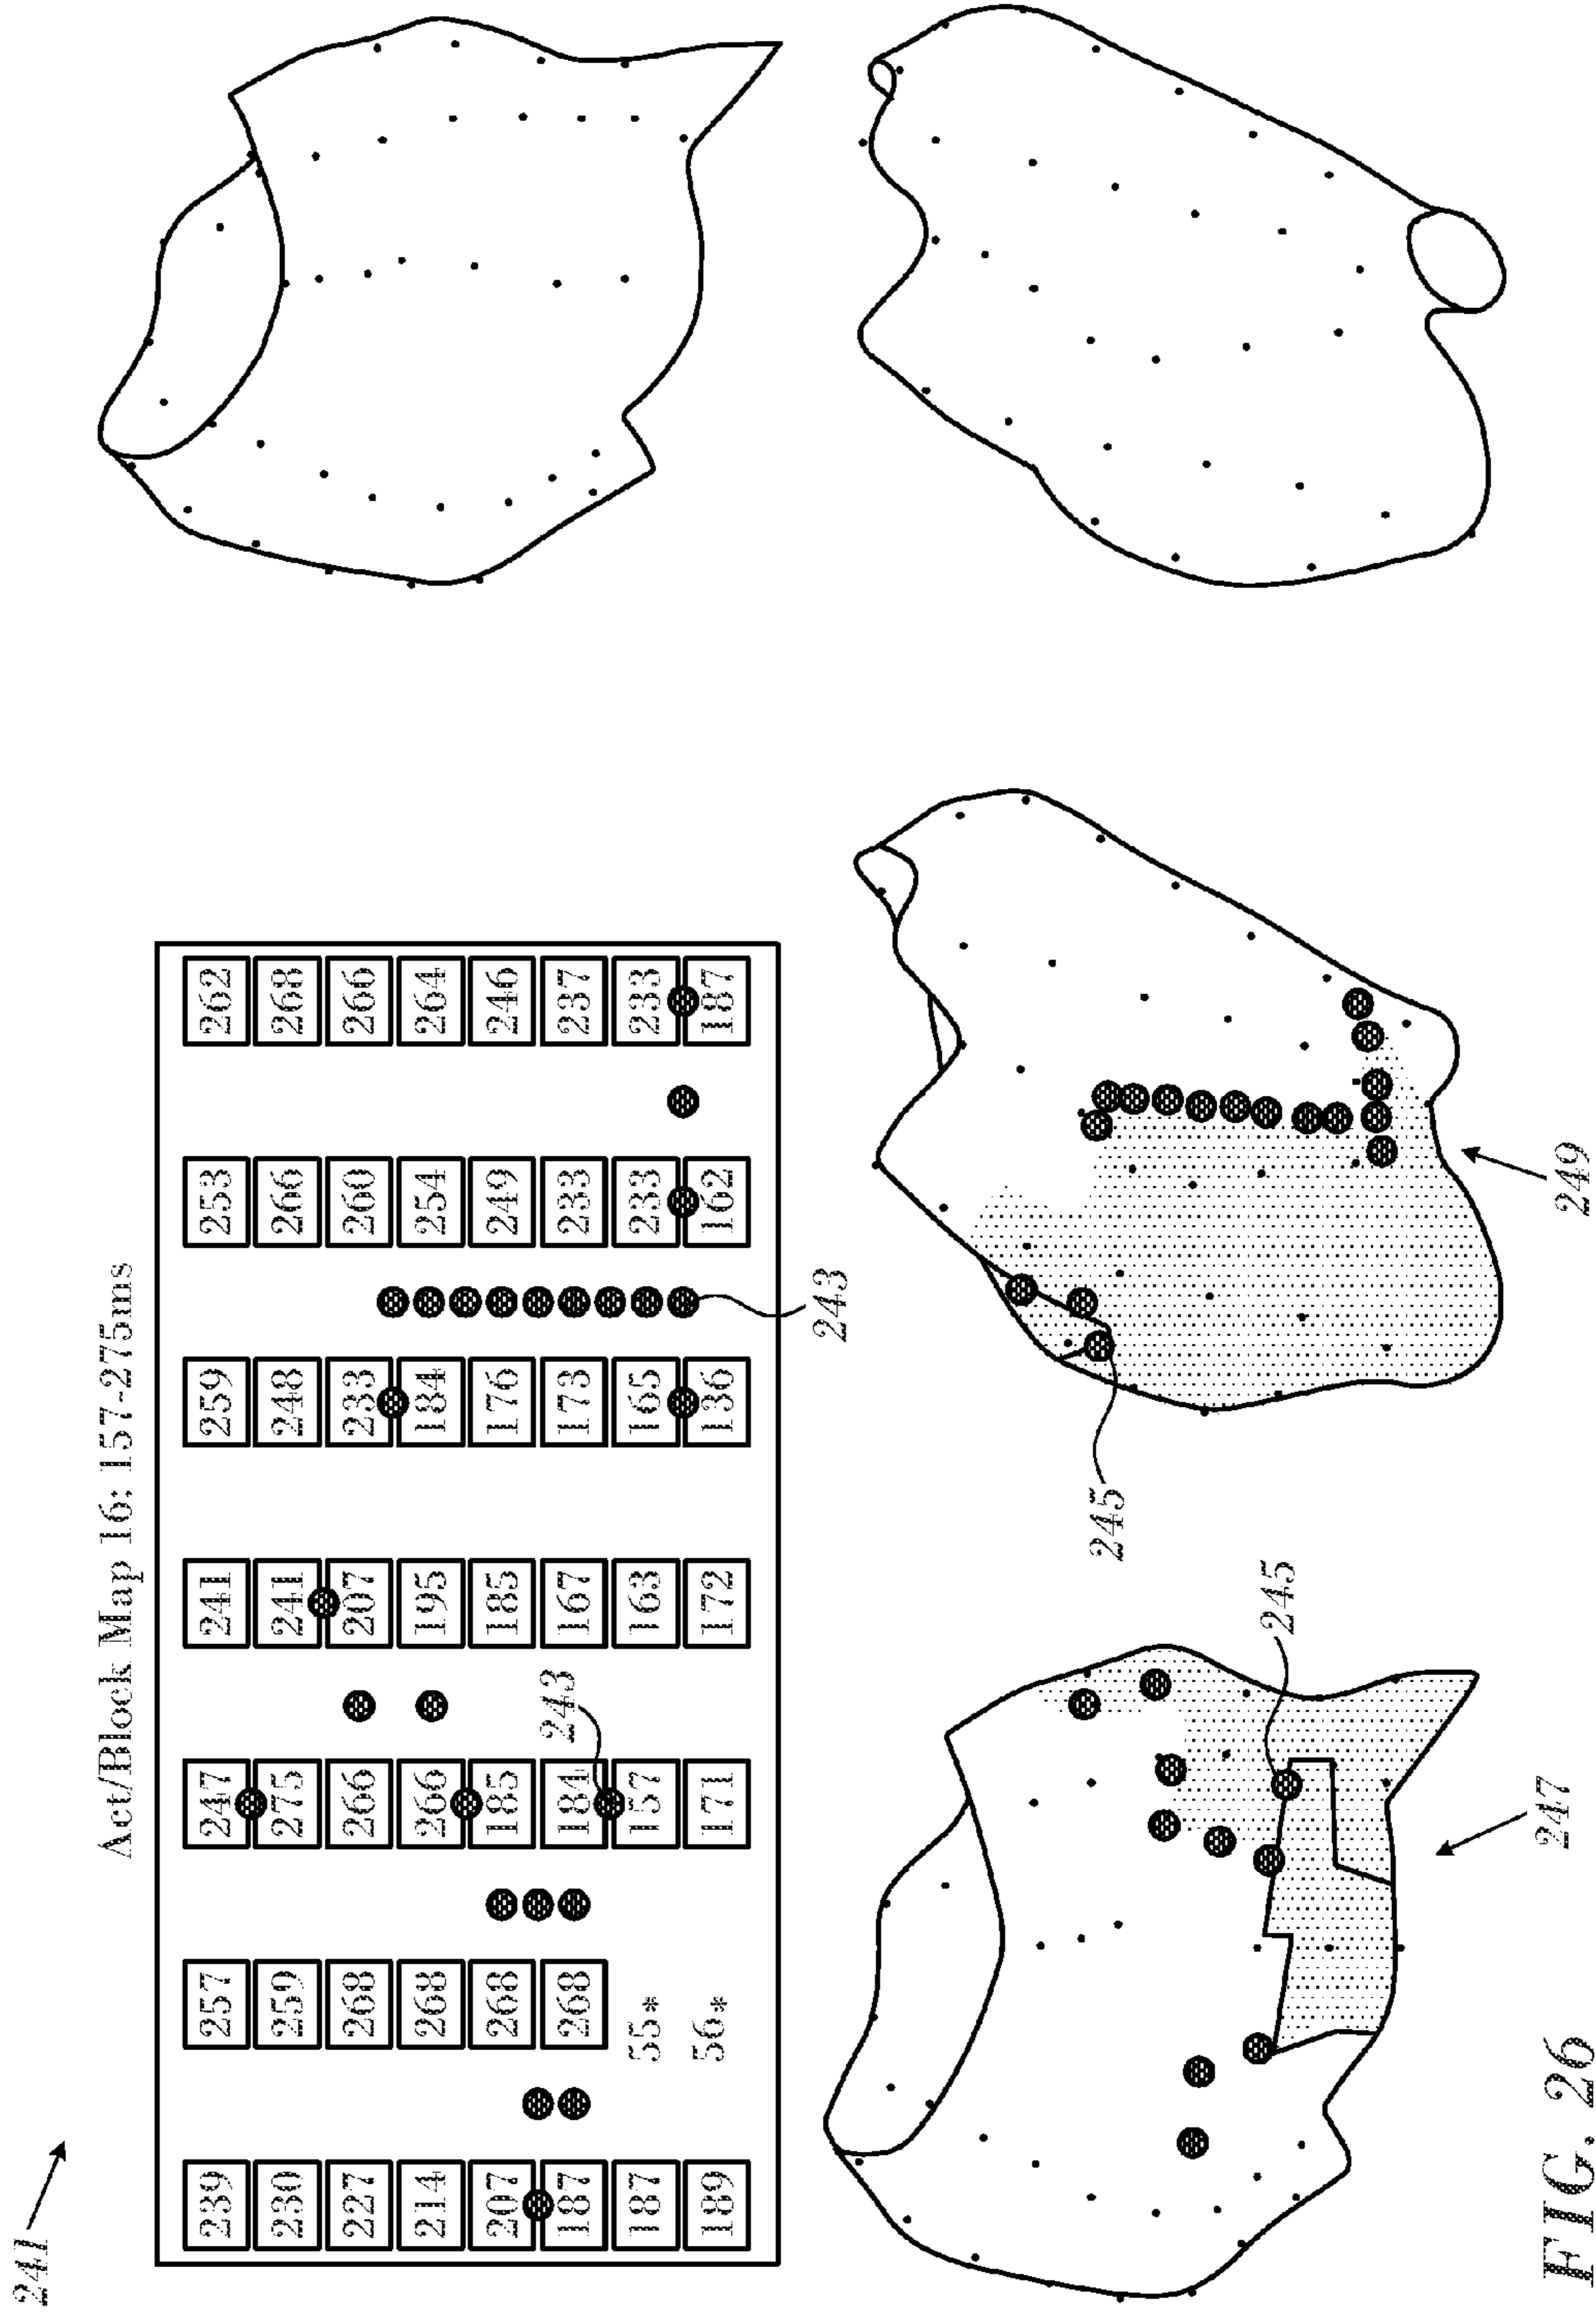 241
Act/Block Map 16: 157-275ms
239 257 247 241 259 253 262
230 259 275 241 248 266 268
227 268 266 207 233 260 266
214 268 266 195 184 254 264
207 268 185 185 176 249 246
243
187 268 184 167 173 233 237
187 55* 157 163 165 233 233
189 56* 171 172 136 162 187
243
245
245
247
249
FIG. 26